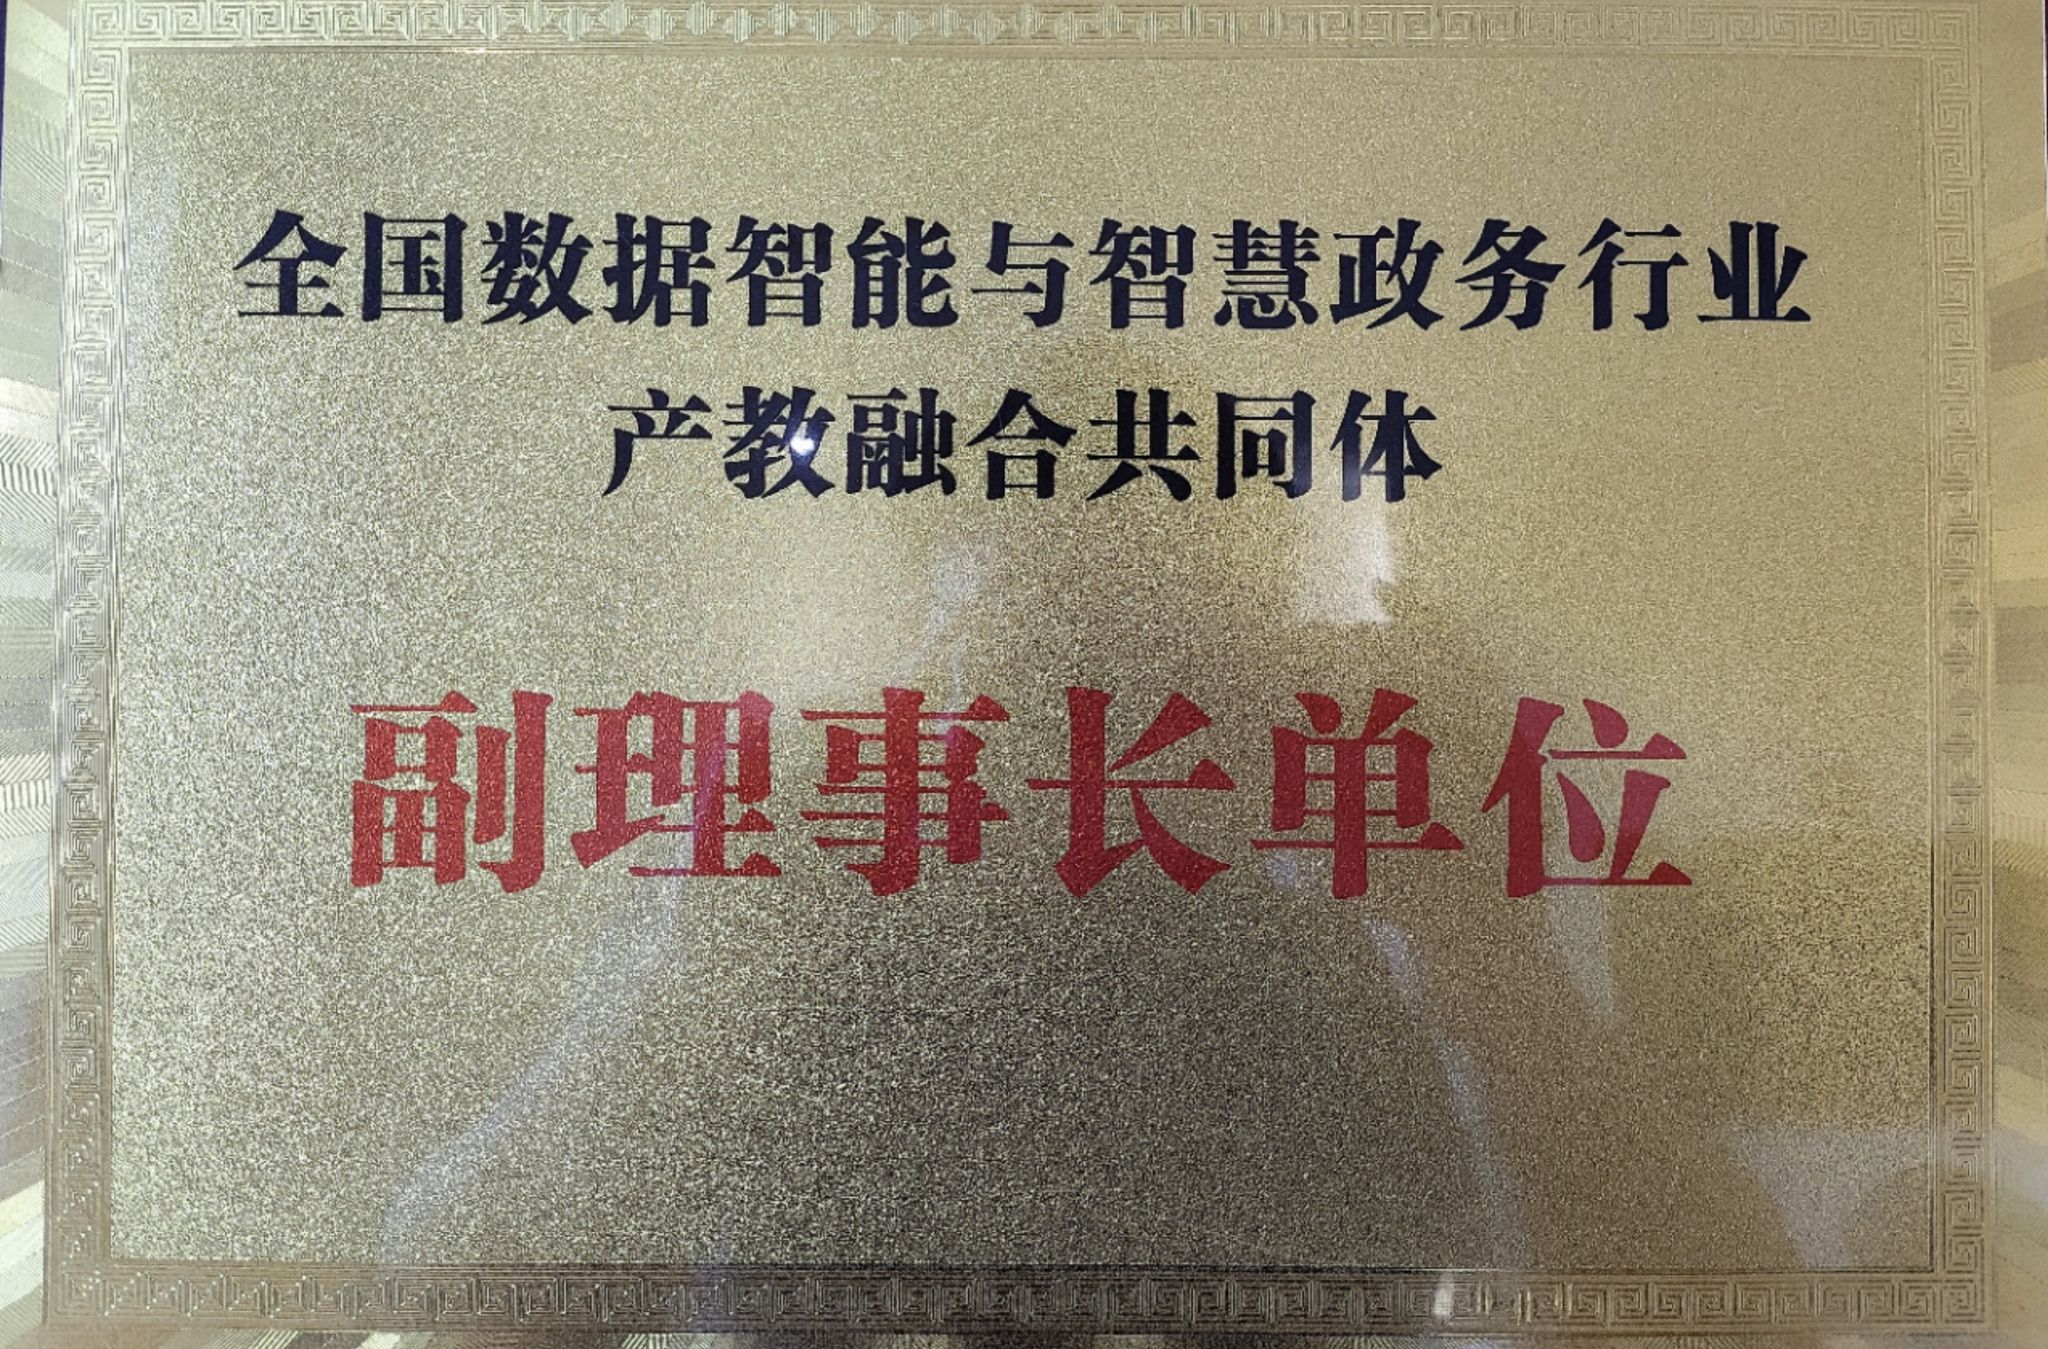 全国数据智能与智慧政务行业
产教融合共同体
副理事长单位